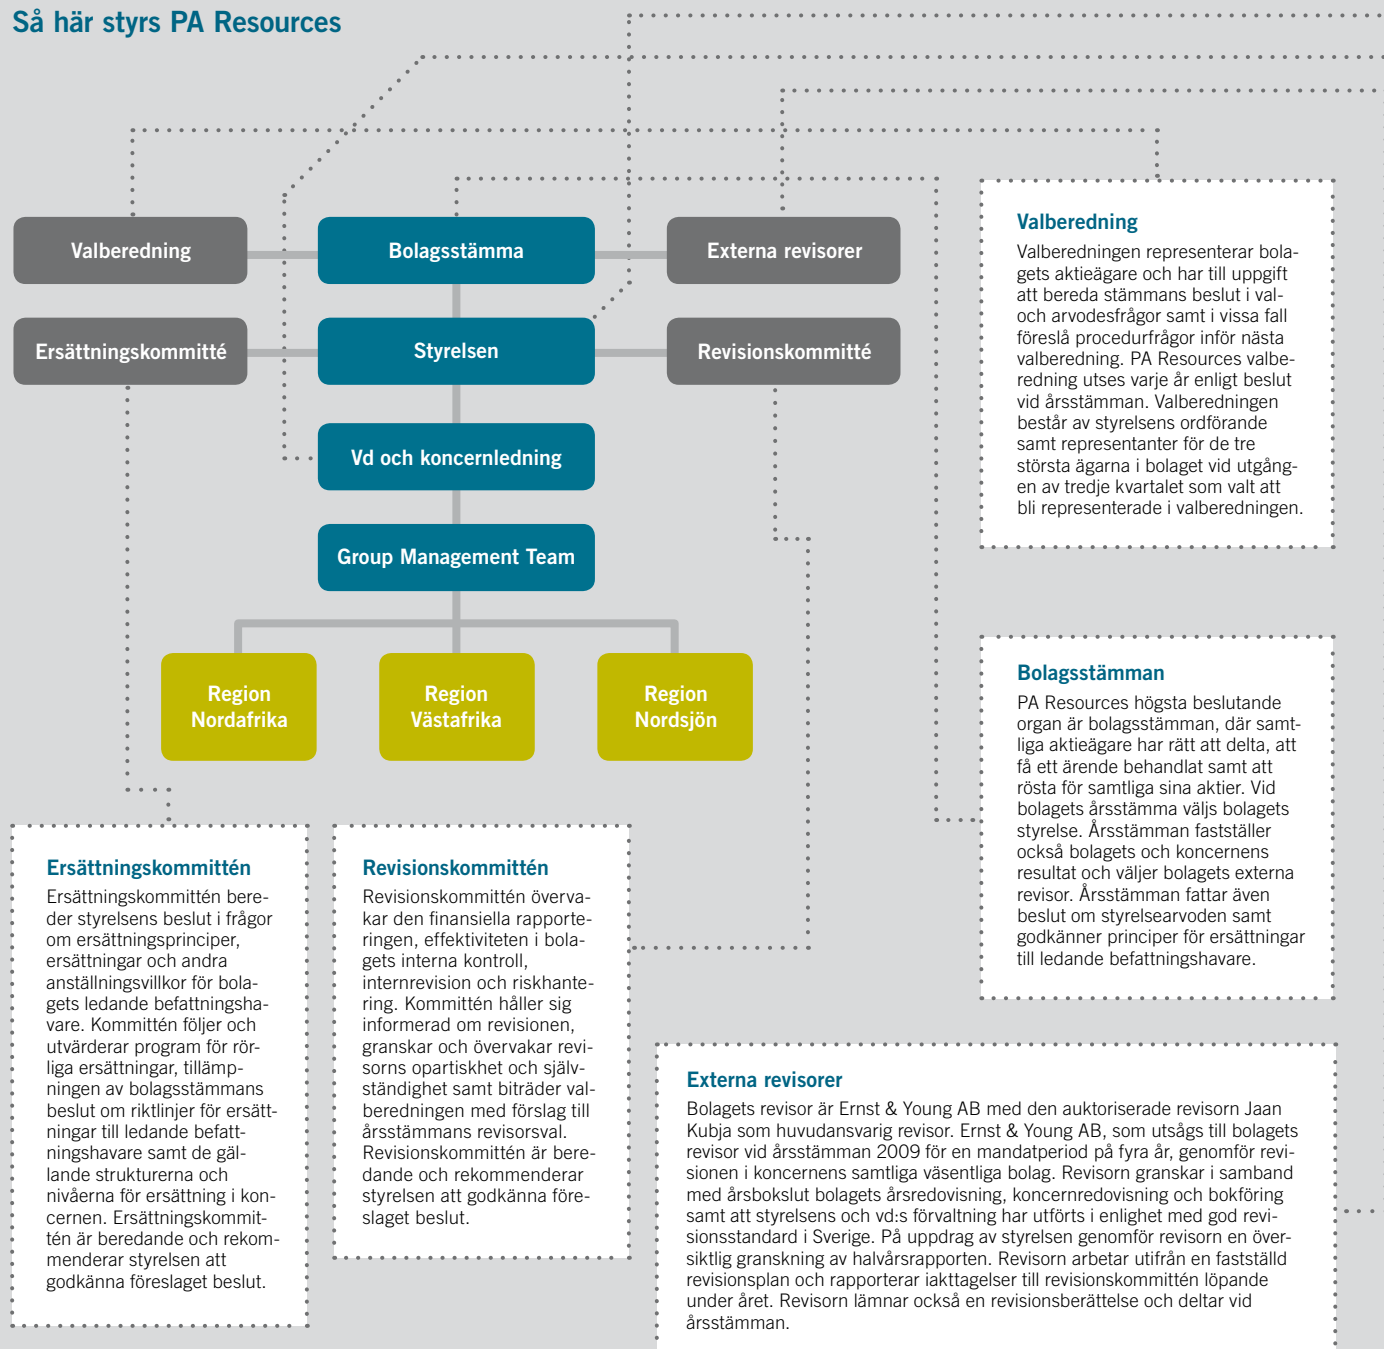 Så här styrs PA Resources
Valberedning
Bolagsstämma
Externa revisorer
Ersättningskommitté
Styrelsen
Revisionskommitté
Vd och koncernledning
Group Management Team
Region
Nordafrika
Region
Västafrika
Region
Nordsjön
Valberedning
Valberedningen representerar bola-
gets aktieägare och har till uppgift
att bereda stämmans beslut i val-
och arvodesfrågor samt i vissa fall
föreslå procedurfrågor inför nästa
valberedning. PA Resources valbe-
redning utses varje år enligt beslut
vid årsstämman. Valberedningen
består av styrelsens ordförande
samt representanter för de tre
största ägarna i bolaget vid utgång-
en av tredje kvartalet som valt att
bli representerade i valberedningen.
Bolagsstämman
PA Resources högsta beslutande
organ är bolagsstämman, där samt-
liga aktieägare har rätt att delta, att
få ett ärende behandlat samt att
rösta för samtliga sina aktier. Vid
bolagets årsstämma väljs bolagets
styrelse. Årsstämman fastställer
också bolagets och koncernens
resultat och väljer bolagets externa
revisor. Årsstämman fattar även
beslut om styrelsearvoden samt
godkänner principer för ersättningar
till ledande befattningshavare.
Ersättningskommittén
Ersättningskommittén bere-
der styrelsens beslut i frågor
om ersättningsprinciper,
ersättningar och andra
anställningsvillkor för bola-
gets ledande befattningsha-
vare. Kommittén följer och
utvärderar program för rör-
liga ersättningar, tillämp-
ningen av bolagsstämmans
beslut om riktlinjer för ersätt-
ningar till ledande befatt-
ningshavare samt de gäl-
lande strukturerna och
nivåerna för ersättning i kon-
cernen. Ersättningskommit-
tén är beredande och rekom-
menderar styrelsen att
godkänna föreslaget beslut.
Revisionskommittén
Revisionskommittén överva-
kar den finansiella rapporte-
ringen, effektiviteten i bola-
gets interna kontroll,
internrevision och riskhante-
ring. Kommittén håller sig
informerad om revisionen,
granskar och övervakar revi-
sorns opartiskhet och själv-
ständighet samt biträder val-
beredningen med förslag till
årsstämmans revisorsval.
Revisionskommittén är bere-
dande och rekommenderar
styrelsen att godkänna före-
slaget beslut.
Externa revisorer
Bolagets revisor är Ernst & Young AB med den auktoriserade revisorn Jaan
Kubja som huvudansvarig revisor. Ernst & Young AB, som utsågs till bolagets
revisor vid årsstämman 2009 för en mandatperiod på fyra år, genomför revi-
sionen i koncernens samtliga väsentliga bolag. Revisorn granskar i samband
med årsbokslut bolagets årsredovisning, koncernredovisning och bokföring
samt att styrelsens och vd:s förvaltning har utförts i enlighet med god revi-
sionsstandard i Sverige. På uppdrag av styrelsen genomför revisorn en över-
siktlig granskning av halvårsrapporten. Revisorn arbetar utifrån en fastställd
revisionsplan och rapporterar iakttagelser till revisionskommittén löpande
under året. Revisorn lämnar också en revisionsberättelse och deltar vid
årsstämman.